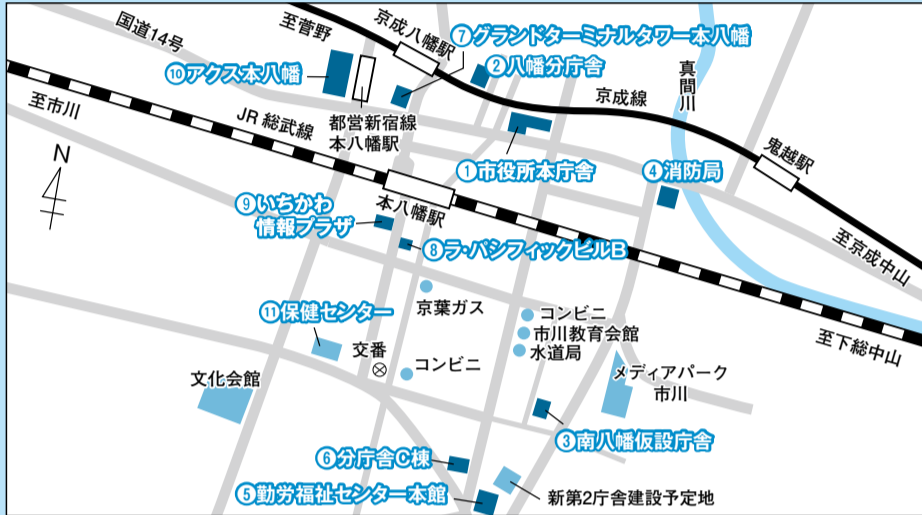 国道14号
至菅野
京成八幡駅
⑦グランドターミナルタワー本八幡
②八幡分庁舎
⑩アクス本八幡
真間川
京成線
至市川
JR 総武線
都営新宿線
本八幡駅
鬼越駅
N
①市役所本庁舎
④消防局
本八幡駅
⑨いちかわ
情報プラザ
至京成中山
⑧ラ・パシフィックビルB
京葉ガス
コンビニ
⑪保健センター
市川教育会館
至下総中山
交番
水道局
コンビニ
メディアパーク
市川
文化会館
③南八幡仮設庁舎
⑥分庁舎C棟
⑤勤労福祉センター本館
新第2庁舎建設予定地